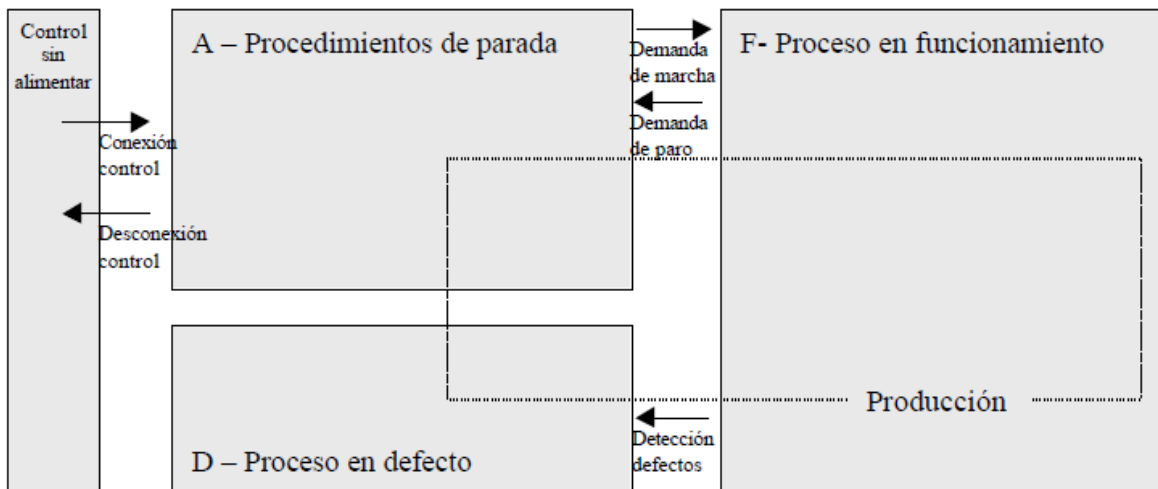 Control
sin
alimentar
A – Procedimientos de parada
Demanda
de marcha
Demanda
de paro
F- Proceso en funcionamiento
Conexión
control
Desconexión
control
Producción
Detección
defectos
D – Proceso en defecto